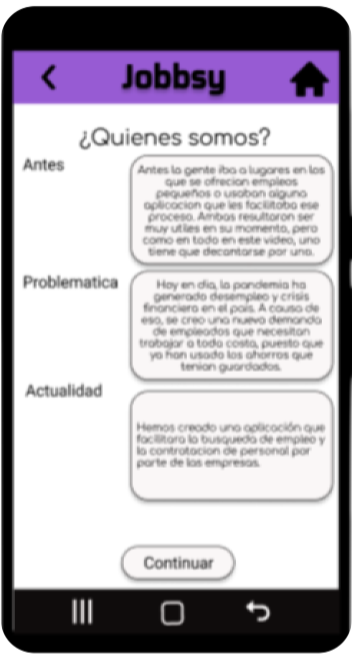 Jobbsy
¿Quienes somos?
Antes
Antes la gente iba a lugares en los
que se ofrecian empleos
pequeños o usaban alguna
aplicacion que les facilitaba ese
proceso. Ambas resultaron ser
muy utiles en su momento, pero
como en todo en este video, uno
tiene que decantarse por una.
Problematica
Hoy en dia, la pandemia ha
generado desempleo y crisis
financiera en el pais. A causa de
eso, se creo una nueva demanda
de empleados que necesitan
trabajar a toda costa, puesto que
ya han usado los ahorros que
tenian guardados.
Actualidad
Hemos creado una aplicación que
facilitara la busqueda de empleo y
la contratacion de personal por
parte de las empresas.
Continuar